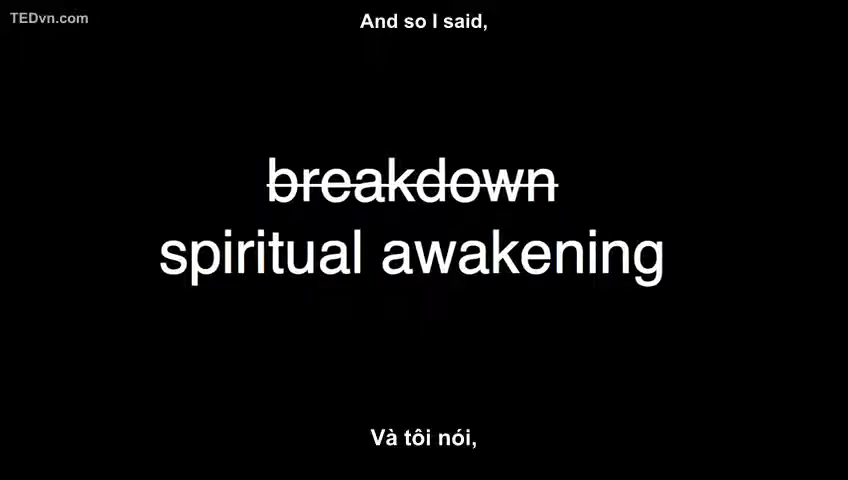 TEDvn.com
And so I said,
breakdown
spiritual awakening
Và tôi nói,